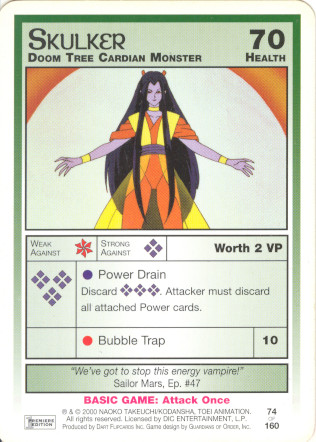 SKULKER 70
DOOM TREE CARDIAN MONSTER HEALTH
WEAK AGAINST STRONG AGAINST Worth 2 VP
Power Drain
Discard . Attacker must discard
all attached Power cards.
Bubble Trap 10
"We've got to stop this energy vampire!"
Sailor Mars, Ep. #47
BASIC GAME: Attack Once
PREMIERE EDITION
® & © 2000 NAOKO TAKEUCHI/KODANSHA, TOEI ANIMATION.
All rights reserved. Licensed by DIC ENTERTAINMENT, L.P.
Produced by DART FLIPCARDS INC. Game design by GUARDIANS OF ORDER, INC.
74
OF
160